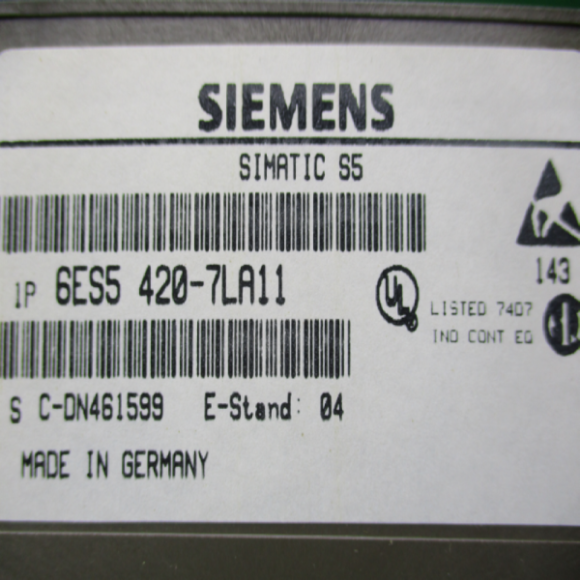 SIEMENS
SIMATIC S5
1P 6ES5 420-7LA11
143
UL
LISTED 7407
IND CONT EQ
S C-DN461599 E-Stand: 04
MADE IN GERMANY